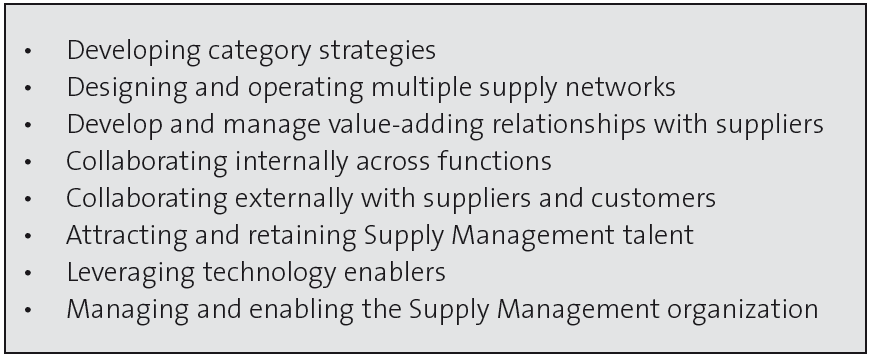 • Developing category strategies
• Designing and operating multiple supply networks
• Develop and manage value-adding relationships with suppliers
• Collaborating internally across functions
• Collaborating externally with suppliers and customers
• Attracting and retaining Supply Management talent
• Leveraging technology enablers
• Managing and enabling the Supply Management organization